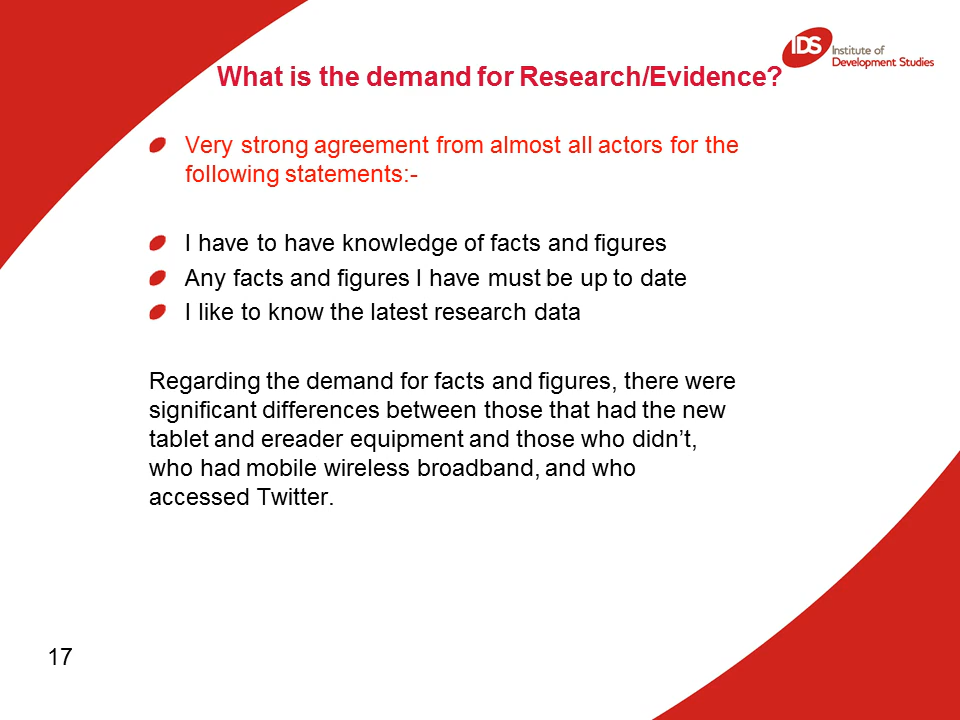 IDS Institute of
Development Studies
What is the demand for Research/Evidence?
Very strong agreement from almost all actors for the
following statements:-
I have to have knowledge of facts and figures
Any facts and figures I have must be up to date
I like to know the latest research data
Regarding the demand for facts and figures, there were
significant differences between those that had the new
tablet and ereader equipment and those who didn’t,
who had mobile wireless broadband, and who
accessed Twitter.
17